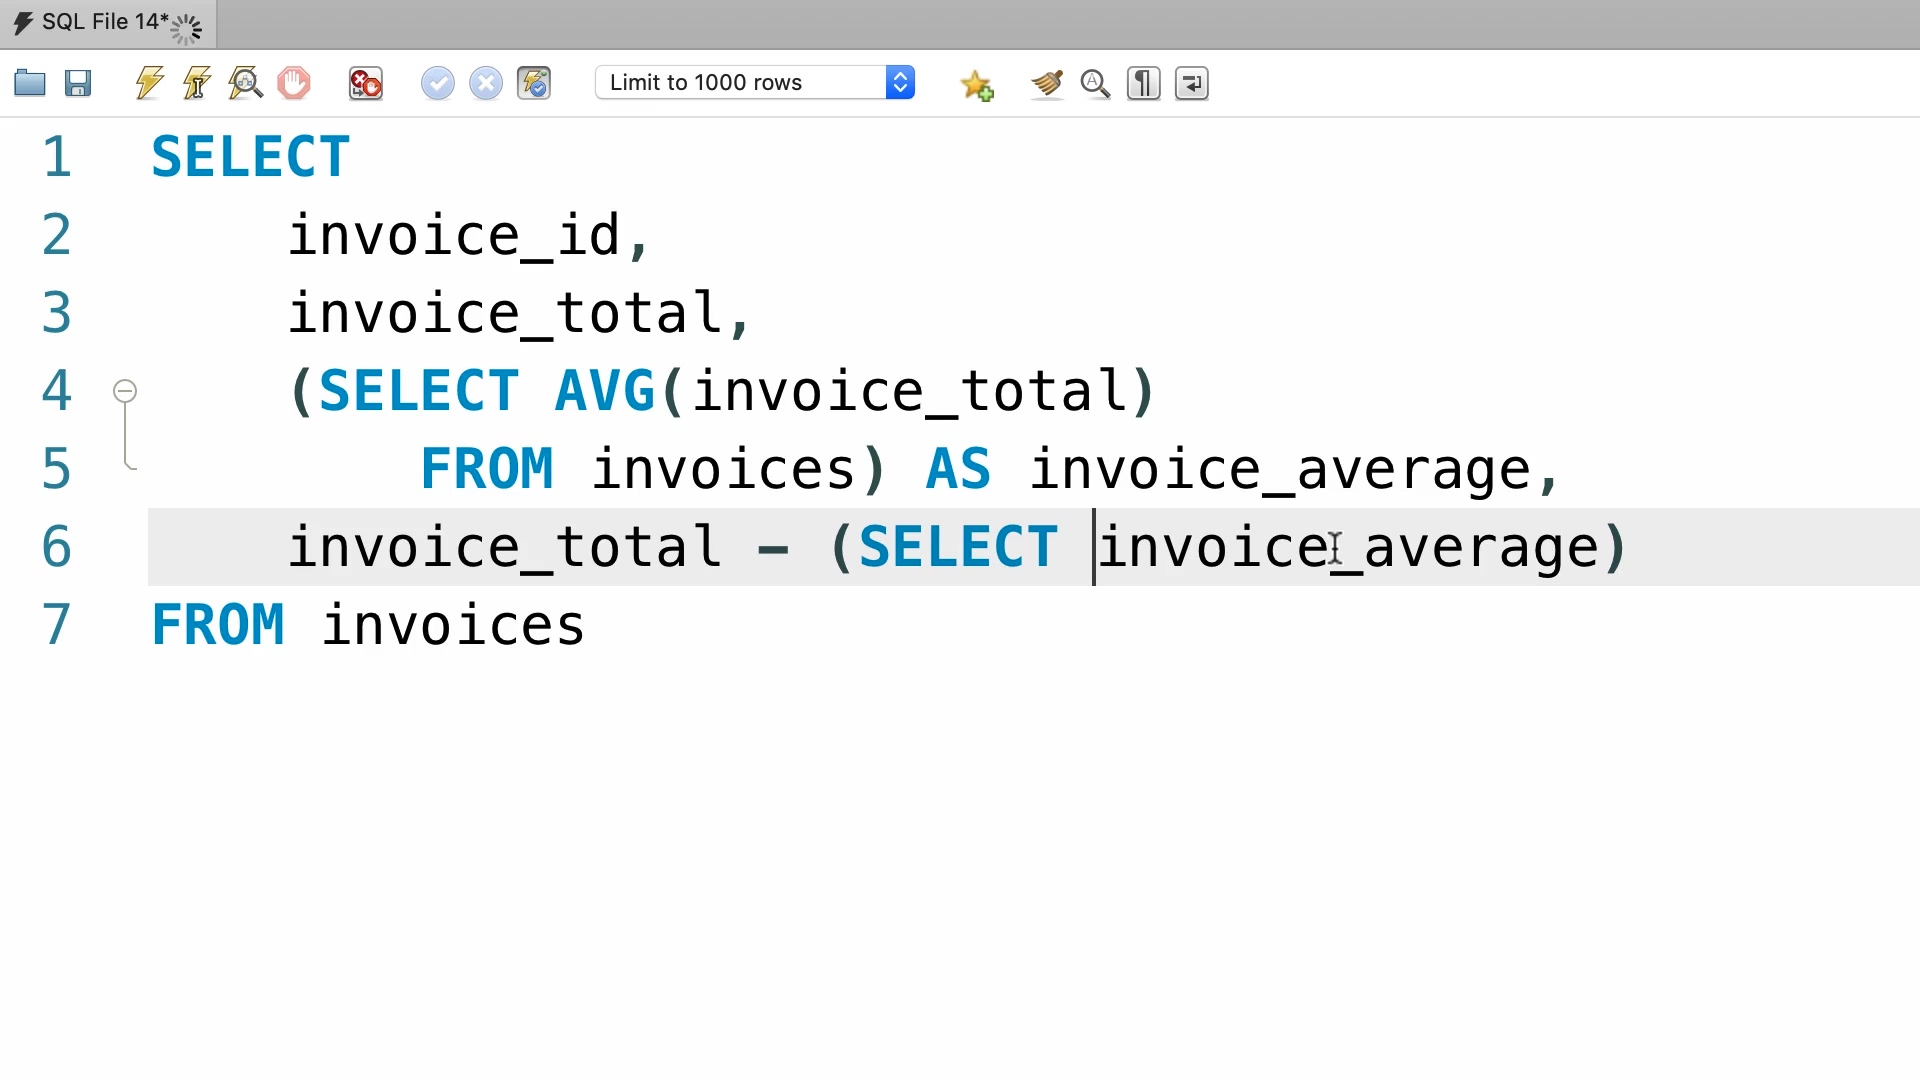 SQL File 14*
Limit to 1000 rows
1 SELECT
2 invoice_id,
3 invoice_total,
4 (SELECT AVG(invoice_total)
5 FROM invoices) AS invoice_average,
6 invoice_total - (SELECT invoice_average)
7 FROM invoices